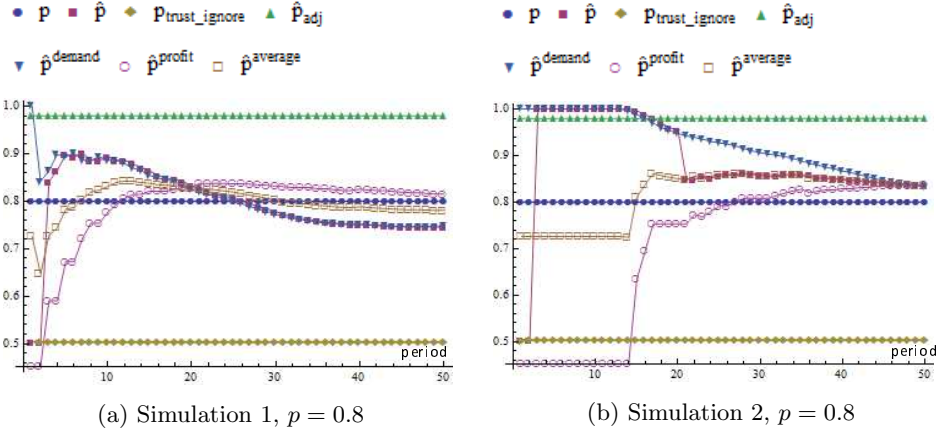 p p̂ p_trust_ignore p̂_adj
p̂^demand p̂^profit p̂^average
1.0
0.9
0.8
0.7
0.6
0.5
period
10 20 30 40 50
(a) Simulation 1, p = 0.8
p p̂ p_trust_ignore p̂_adj
p̂^demand p̂^profit p̂^average
1.0
0.9
0.8
0.7
0.6
0.5
period
10 20 30 40 50
(b) Simulation 2, p = 0.8